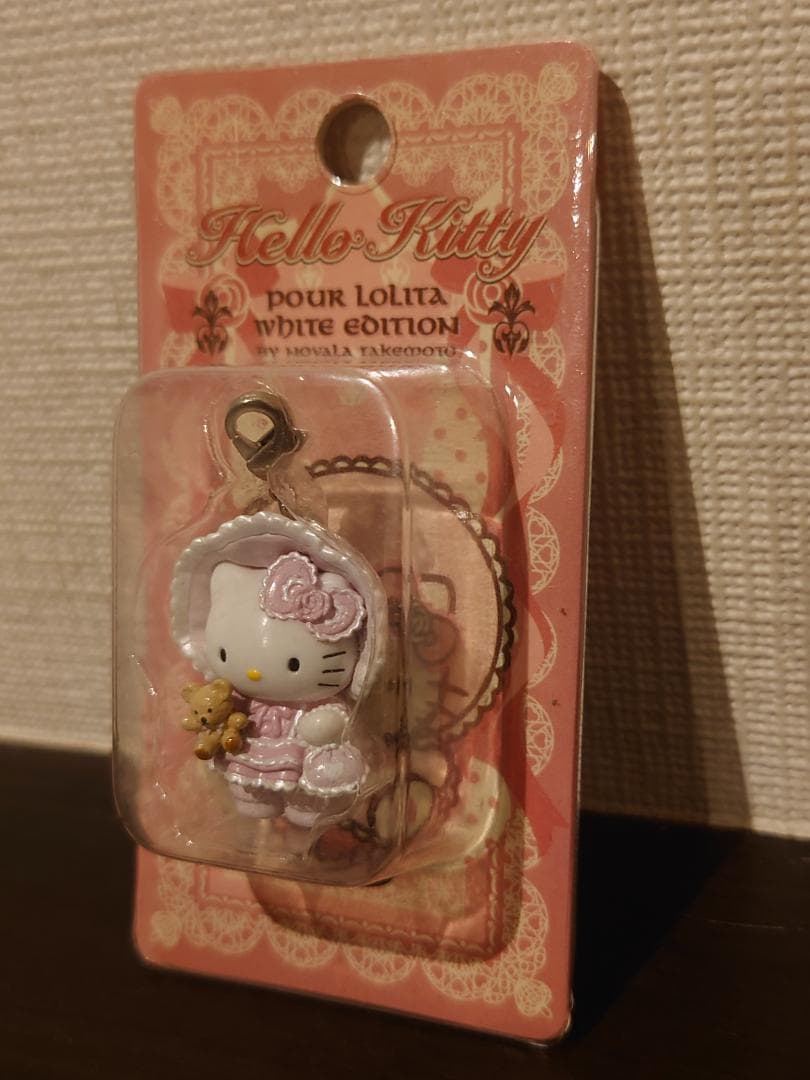 Hello Kitty
POUR LOLITA
WHITE EDITION
BY NOVALA TAKEMOTO